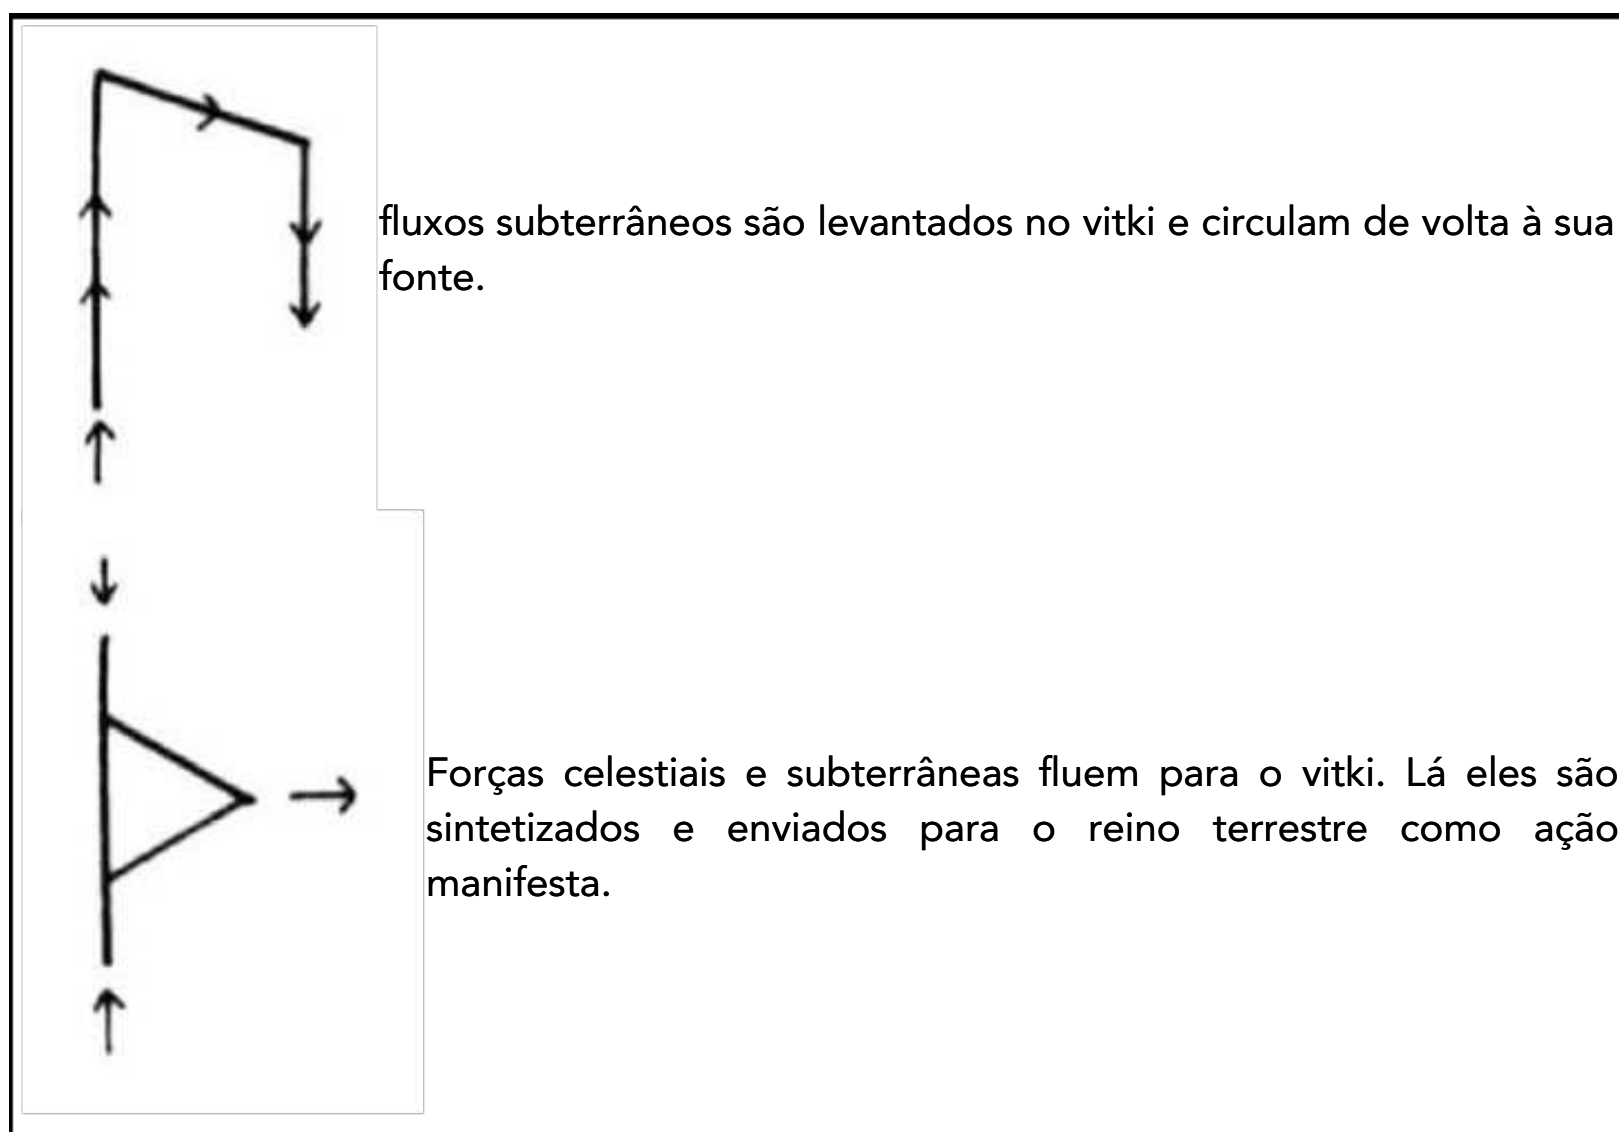 fluxos subterrâneos são levantados no vitki e circulam de volta à sua
fonte.
Forças celestiais e subterrâneas fluem para o vitki. Lá eles são
sintetizados e enviados para o reino terrestre como ação
manifesta.